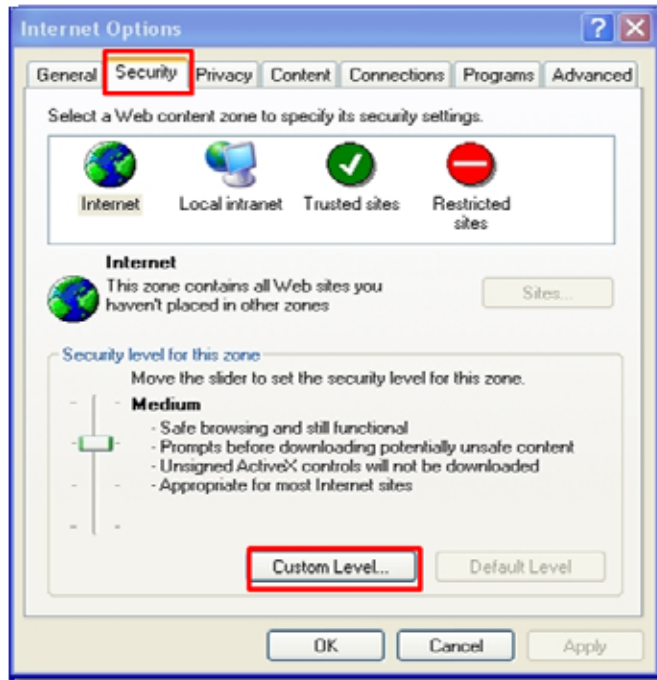 Internet Options
General Security Privacy Content Connections Programs Advanced
Select a Web content zone to specify its security settings.
Internet Local intranet Trusted sites Restricted
sites
Internet
This zone contains all Web sites you
haven't placed in other zones
Sites...
Security level for this zone
Move the slider to set the security level for this zone.
Medium
- Safe browsing and still functional
- Prompts before downloading potentially unsafe content
- Unsigned ActiveX controls will not be downloaded
- Appropriate for most Internet sites
Custom Level... Default Level
OK Cancel Apply